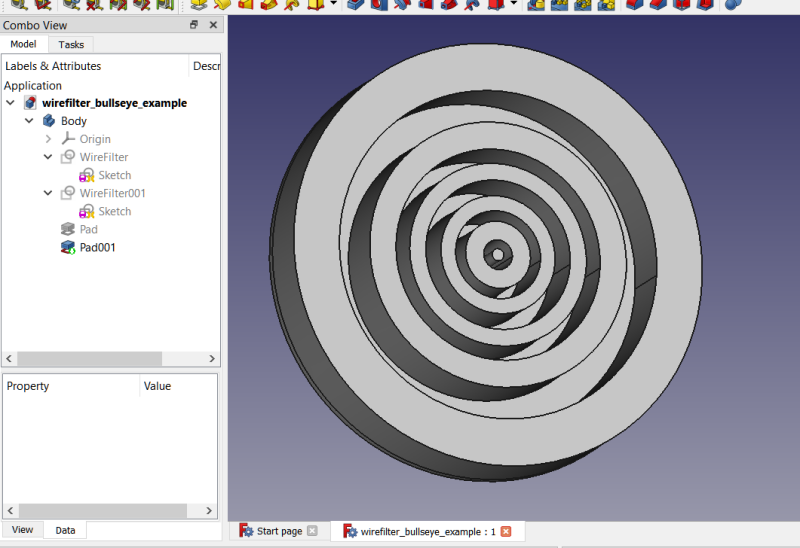 Combo View
Model Tasks
Labels & Attributes Descr
Application
wirefilter_bullseye_example
Body
Origin
WireFilter
Sketch
WireFilter001
Sketch
Pad
Pad001
Property Value
View Data
Start page
wirefilter_bullseye_example : 1